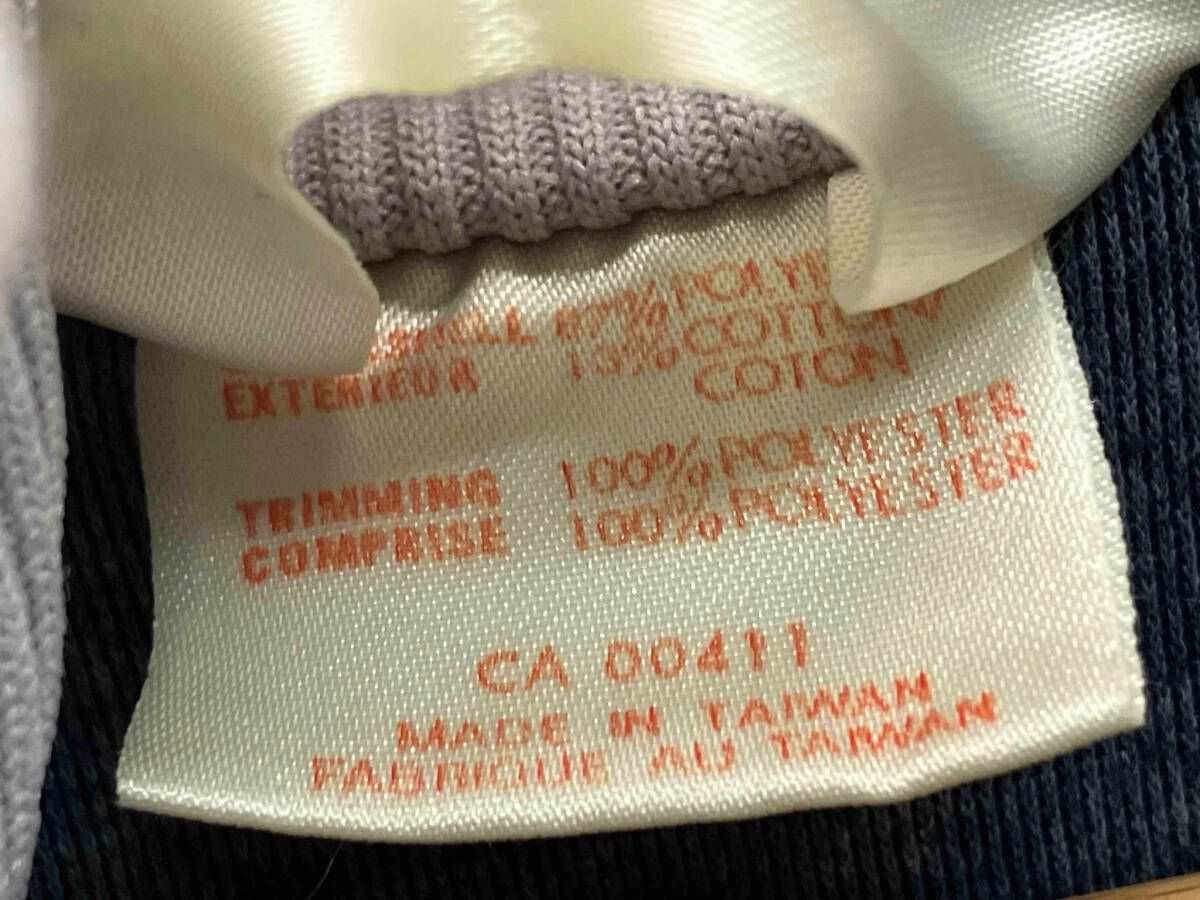 SHELL 87% POLYE
EXTERIEUR 13% COTTON
COTON
TRIMMING 100% POLYESTER
COMPRISE 100% POLYESTER
CA 00411
MADE IN TAIWAN
FABRIQUE AU TAIWAN